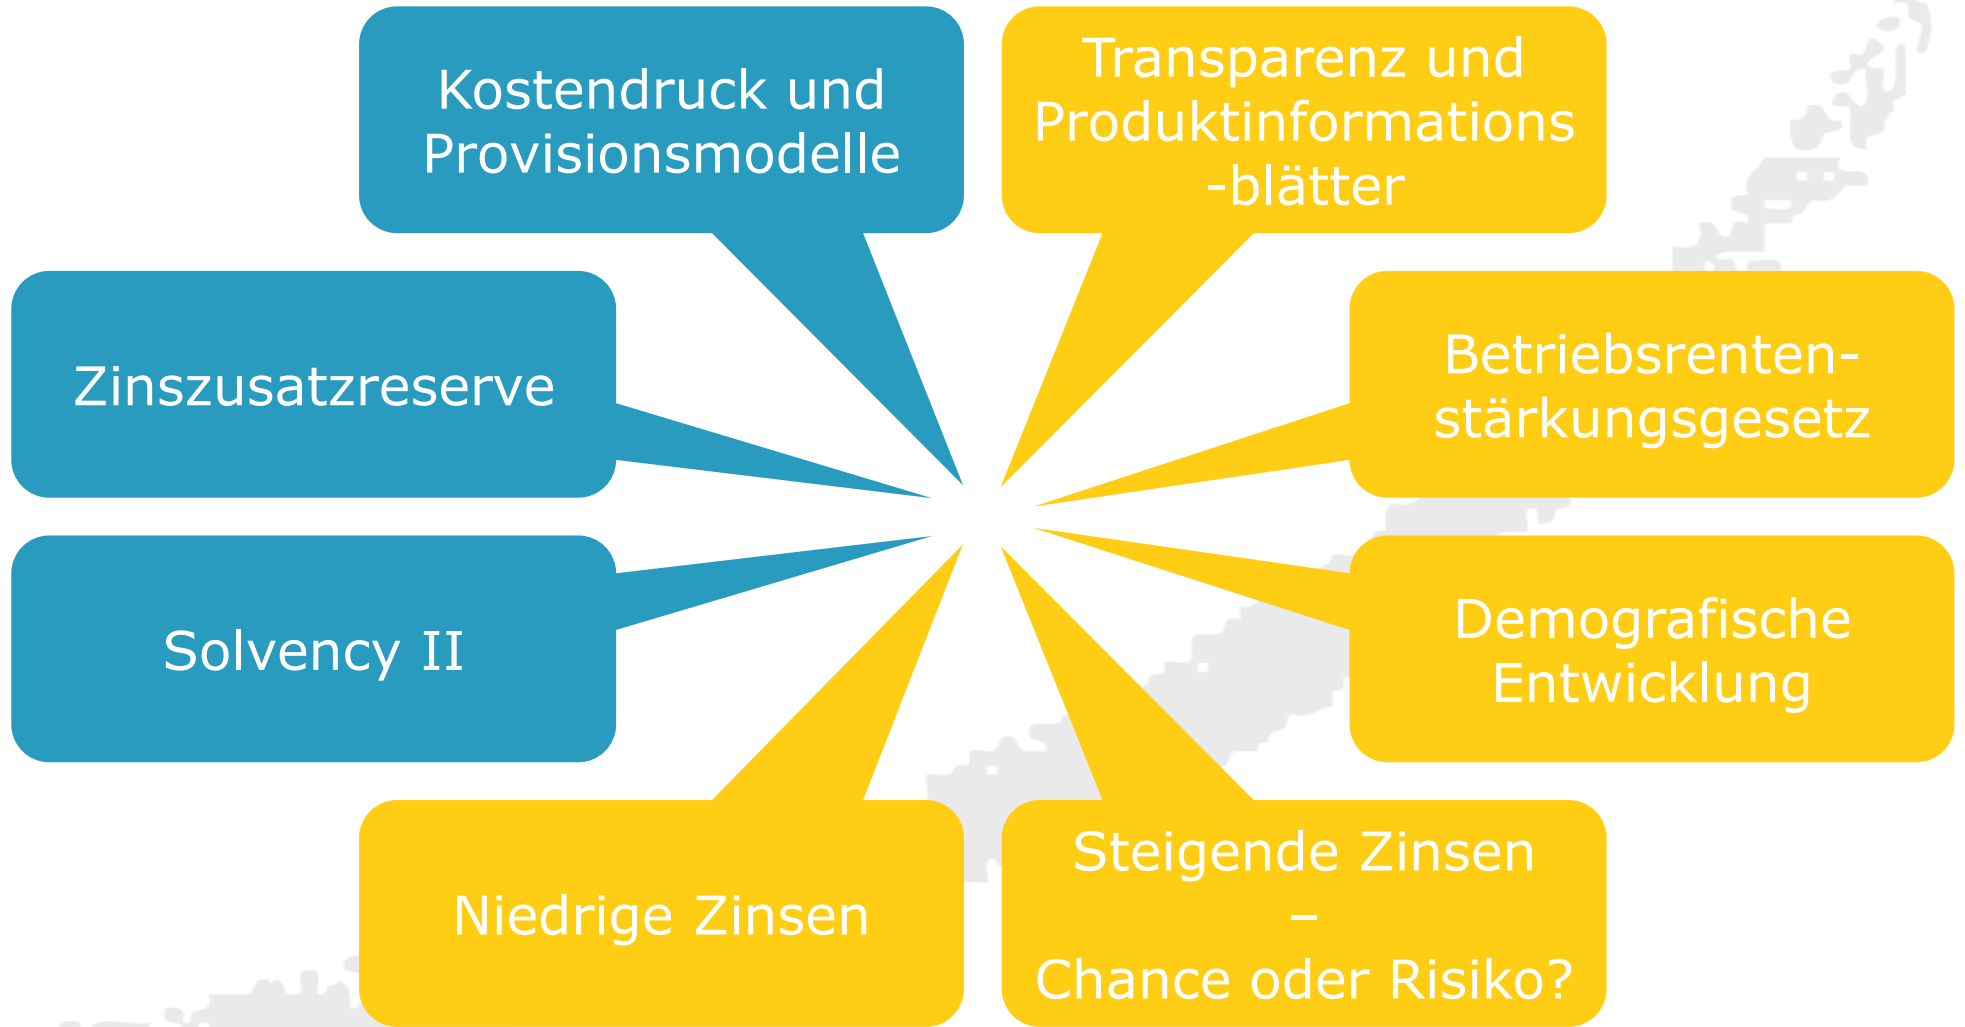 Kostendruck und
Provisionsmodelle
Transparenz und
Produktinformations
-blätter
Zinszusatzreserve
Betriebsrenten-
stärkungsgesetz
Solvency II
Demografische
Entwicklung
Niedrige Zinsen
Steigende Zinsen
–
Chance oder Risiko?